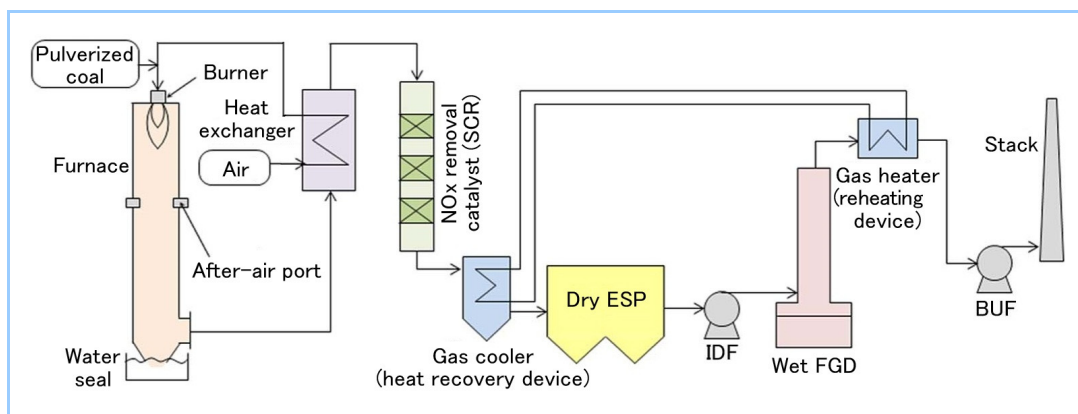 Pulverized
coal
Burner
Heat
exchanger
Furnace
Air
After-air port
Water
seal
NOx removal
catalyst (SCR)
Gas cooler
(heat recovery device)
Dry ESP
IDF
Wet FGD
Gas heater
(reheating
device)
BUF
Stack